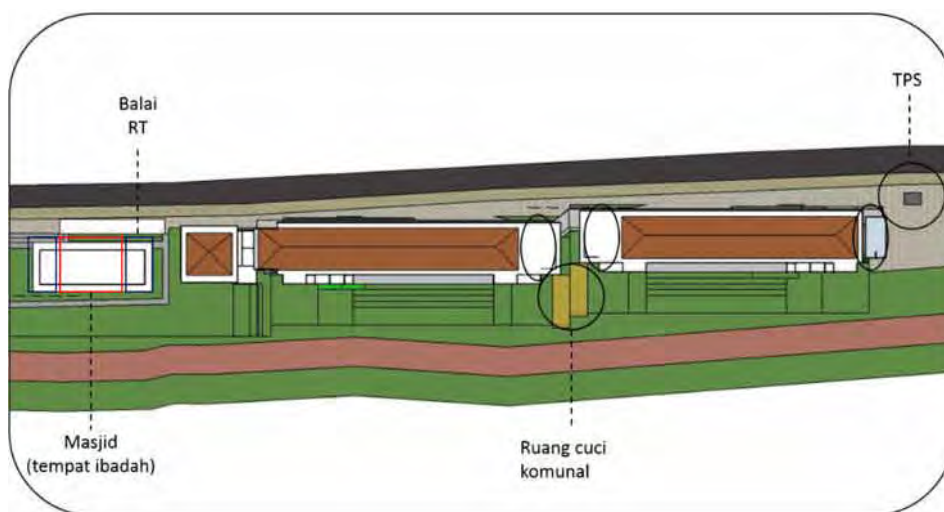 TPS
Balai
RT
Masjid
(tempat ibadah)
Ruang cuci
komunal